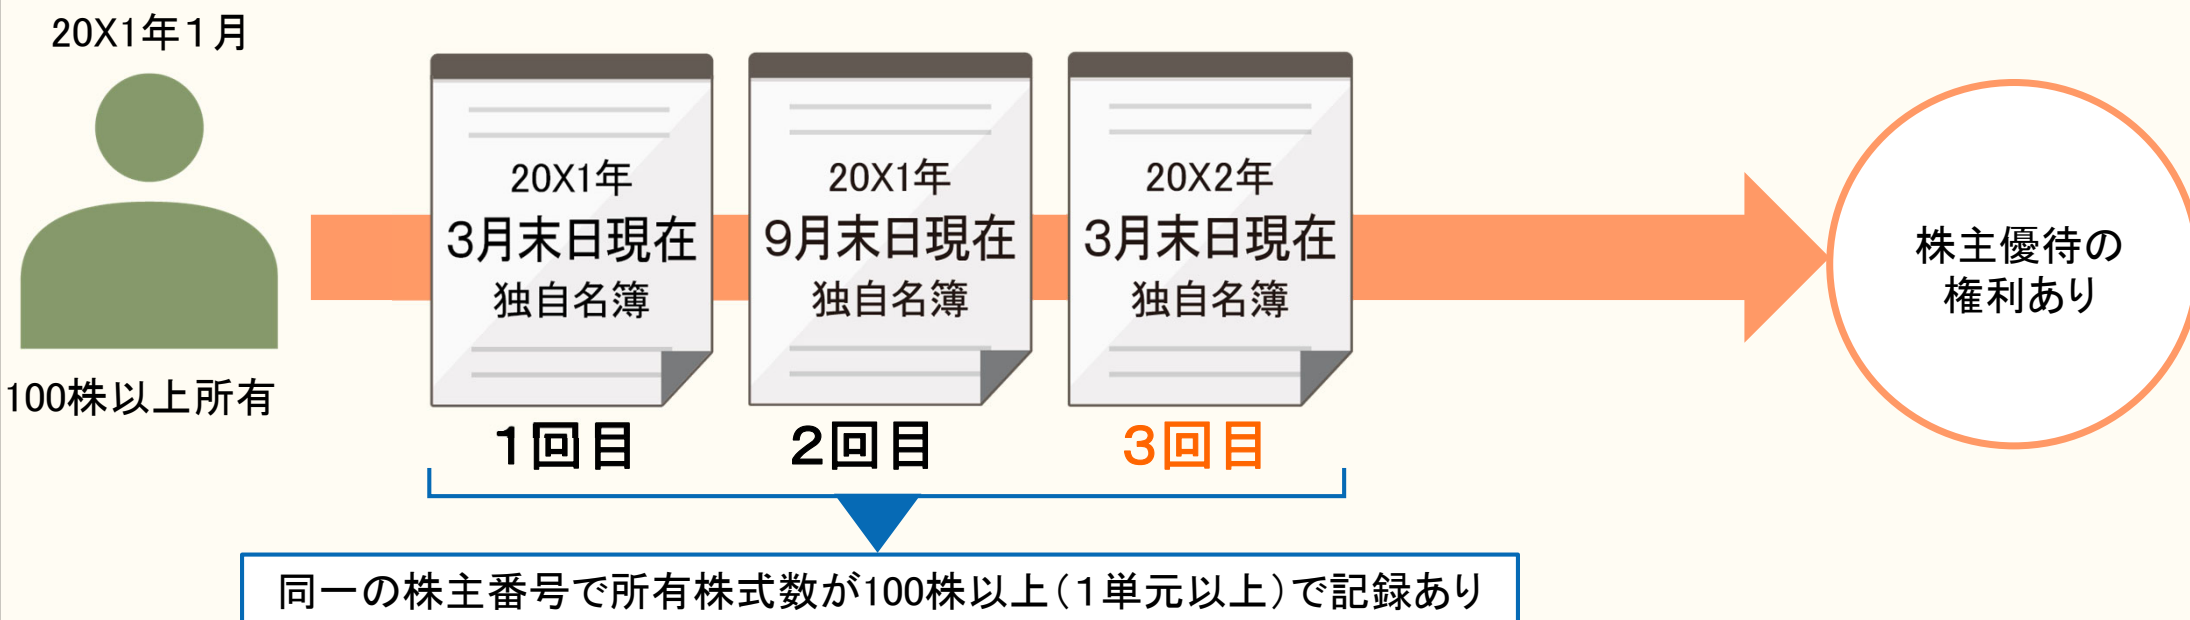 20X1年１月
100株以上所有
20X1年
3月末日現在
独自名簿
1回目
20X1年
9月末日現在
独自名簿
2回目
20X2年
3月末日現在
独自名簿
3回目
株主優待の
権利あり
同一の株主番号で所有株式数が100株以上（１単元以上）で記録あり